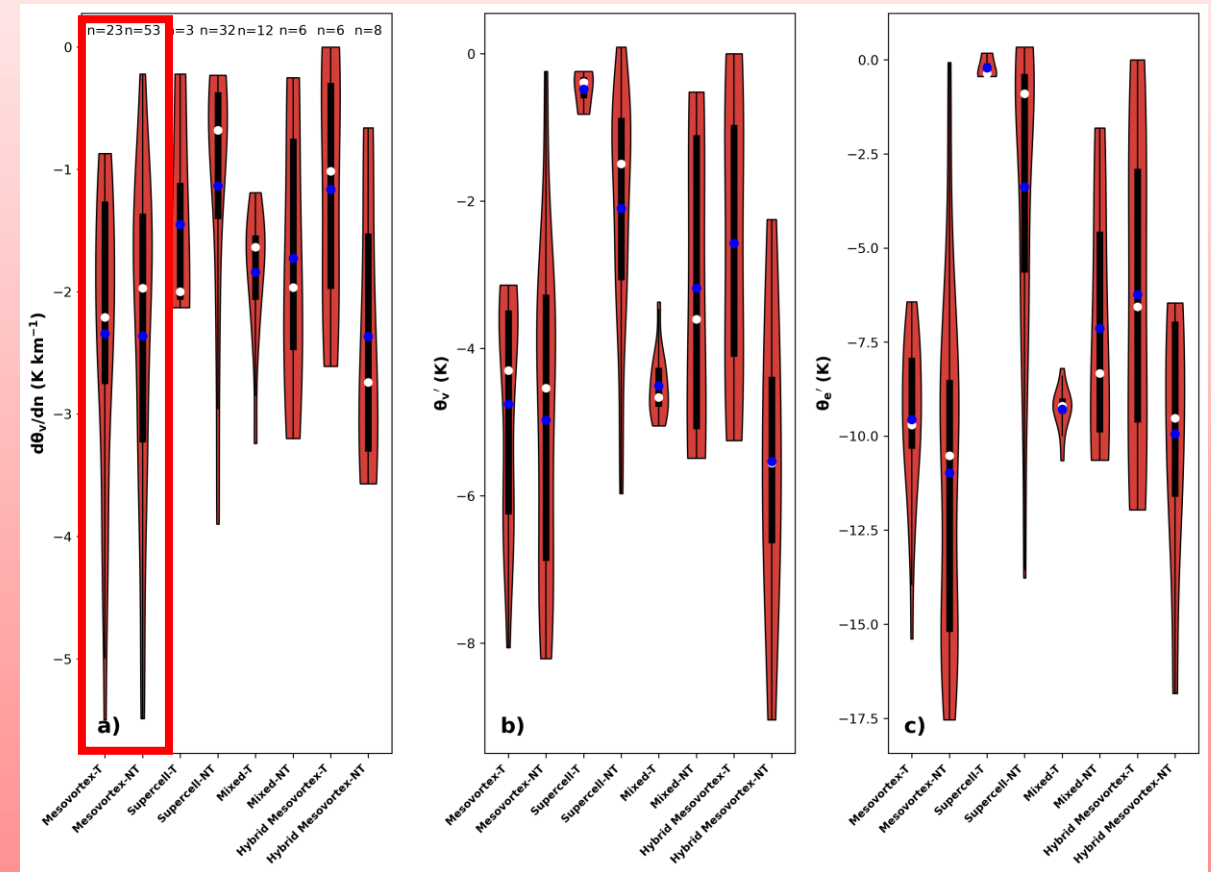 n=23 n=53 =3 n=32 n=12 n=6 n=6 n=8
dθv/dn (K km−1)
0
−1
−2
−3
−4
−5
a)
Mesovortex-T
Mesovortex-NT
Supercell-T
Supercell-NT
Mixed-T
Mixed-NT
Hybrid Mesovortex-T
Hybrid Mesovortex-NT
θv′ (K)
0
−2
−4
−6
−8
b)
Mesovortex-T
Mesovortex-NT
Supercell-T
Supercell-NT
Mixed-T
Mixed-NT
Hybrid Mesovortex-T
Hybrid Mesovortex-NT
θe′ (K)
0.0
−2.5
−5.0
−7.5
−10.0
−12.5
−15.0
−17.5
c)
Mesovortex-T
Mesovortex-NT
Supercell-T
Supercell-NT
Mixed-T
Mixed-NT
Hybrid Mesovortex-T
Hybrid Mesovortex-NT